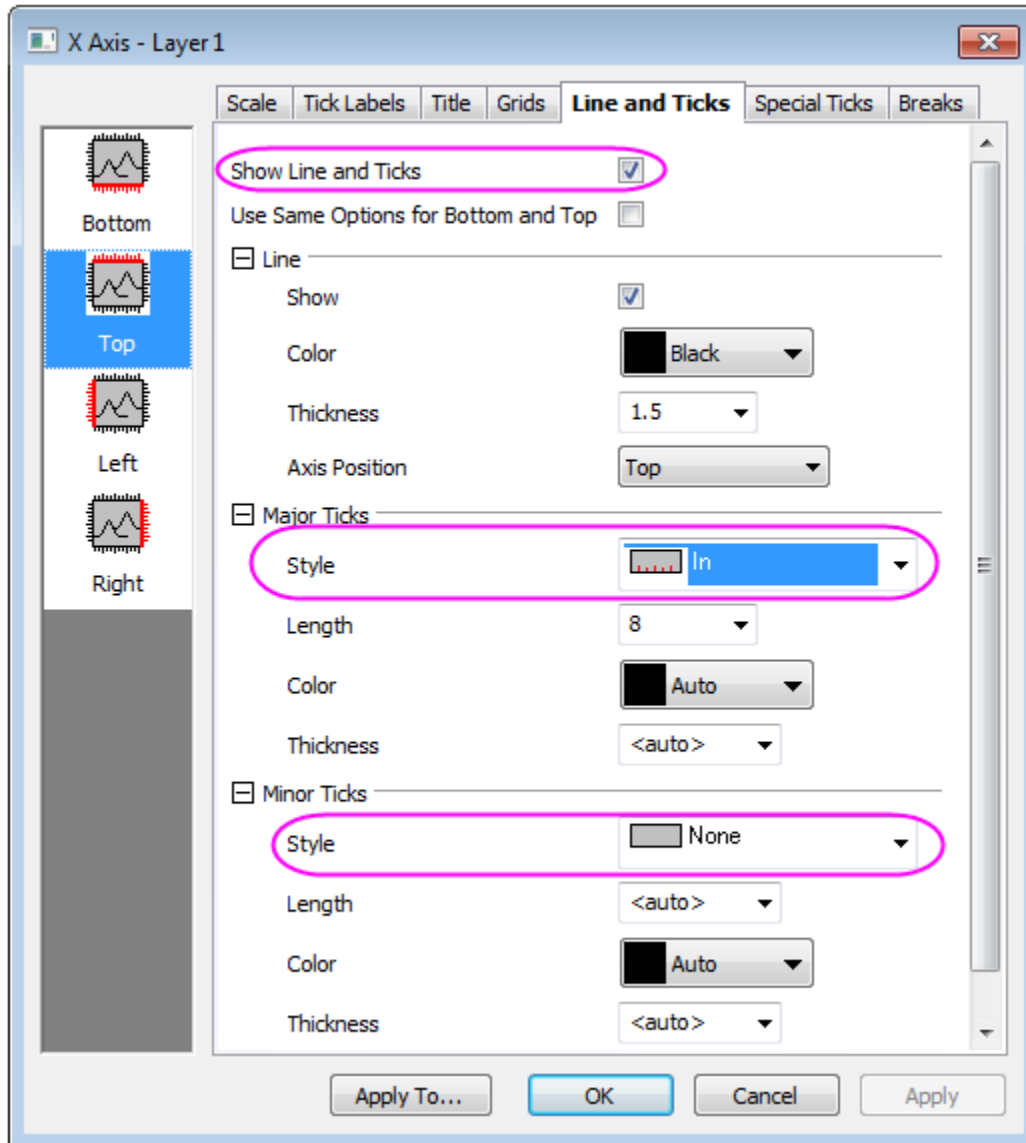 X Axis - Layer 1
Scale Tick Labels Title Grids Line and Ticks Special Ticks Breaks
Bottom
Top
Left
Right
Show Line and Ticks
Use Same Options for Bottom and Top
Line
Show
Color Black
Thickness 1.5
Axis Position Top
Major Ticks
Style In
Length 8
Color Auto
Thickness <auto>
Minor Ticks
Style None
Length <auto>
Color Auto
Thickness <auto>
Apply To... OK Cancel Apply